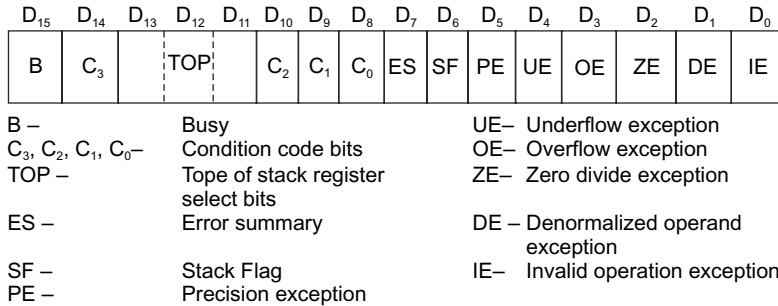 D₁₅ D₁₄ D₁₃ D₁₂ D₁₁ D₁₀ D₉ D₈ D₇ D₆ D₅ D₄ D₃ D₂ D₁ D₀
B C₃ TOP C₂ C₁ C₀ ES SF PE UE OE ZE DE IE
B – Busy
C₃, C₂, C₁, C₀– Condition code bits
TOP – Tope of stack register
select bits
ES – Error summary
SF – Stack Flag
PE – Precision exception
UE– Underflow exception
OE– Overflow exception
ZE– Zero divide exception
DE – Denormalized operand
exception
IE– Invalid operation exception